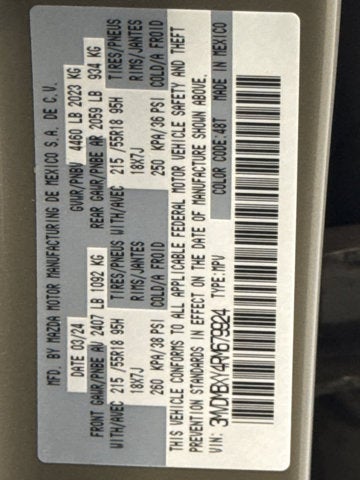 MFD. BY MAZDA MOTOR MANUFACTURING DE MEXICO S.A. DE C.V.
DATE 03/24 GVWR/PNBV 4460 LB 2023 KG
FRONT GAWR/PNBE AV 2407 LB 1092 KG REAR GAWR/PNBE AR 2059 LB 934 KG
WITH/AVEC 215/55R18 95H TIRES/PNEUS WITH/AVEC 215/55R18 95H TIRES/PNEUS
18X7J RIMS/JANTES 18X7J RIMS/JANTES
260 KPA/38 PSI COLD/A FROID 250 KPA/36 PSI COLD/A FROID
THIS VEHICLE CONFORMS TO ALL APPLICABLE FEDERAL MOTOR VEHICLE SAFETY AND THEFT
PREVENTION STANDARDS IN EFFECT ON THE DATE OF MANUFACTURE SHOWN ABOVE.
VIN: 3MVDMBXY4RM679924 TYPE:MPV COLOR CODE:48T MADE IN MEXICO